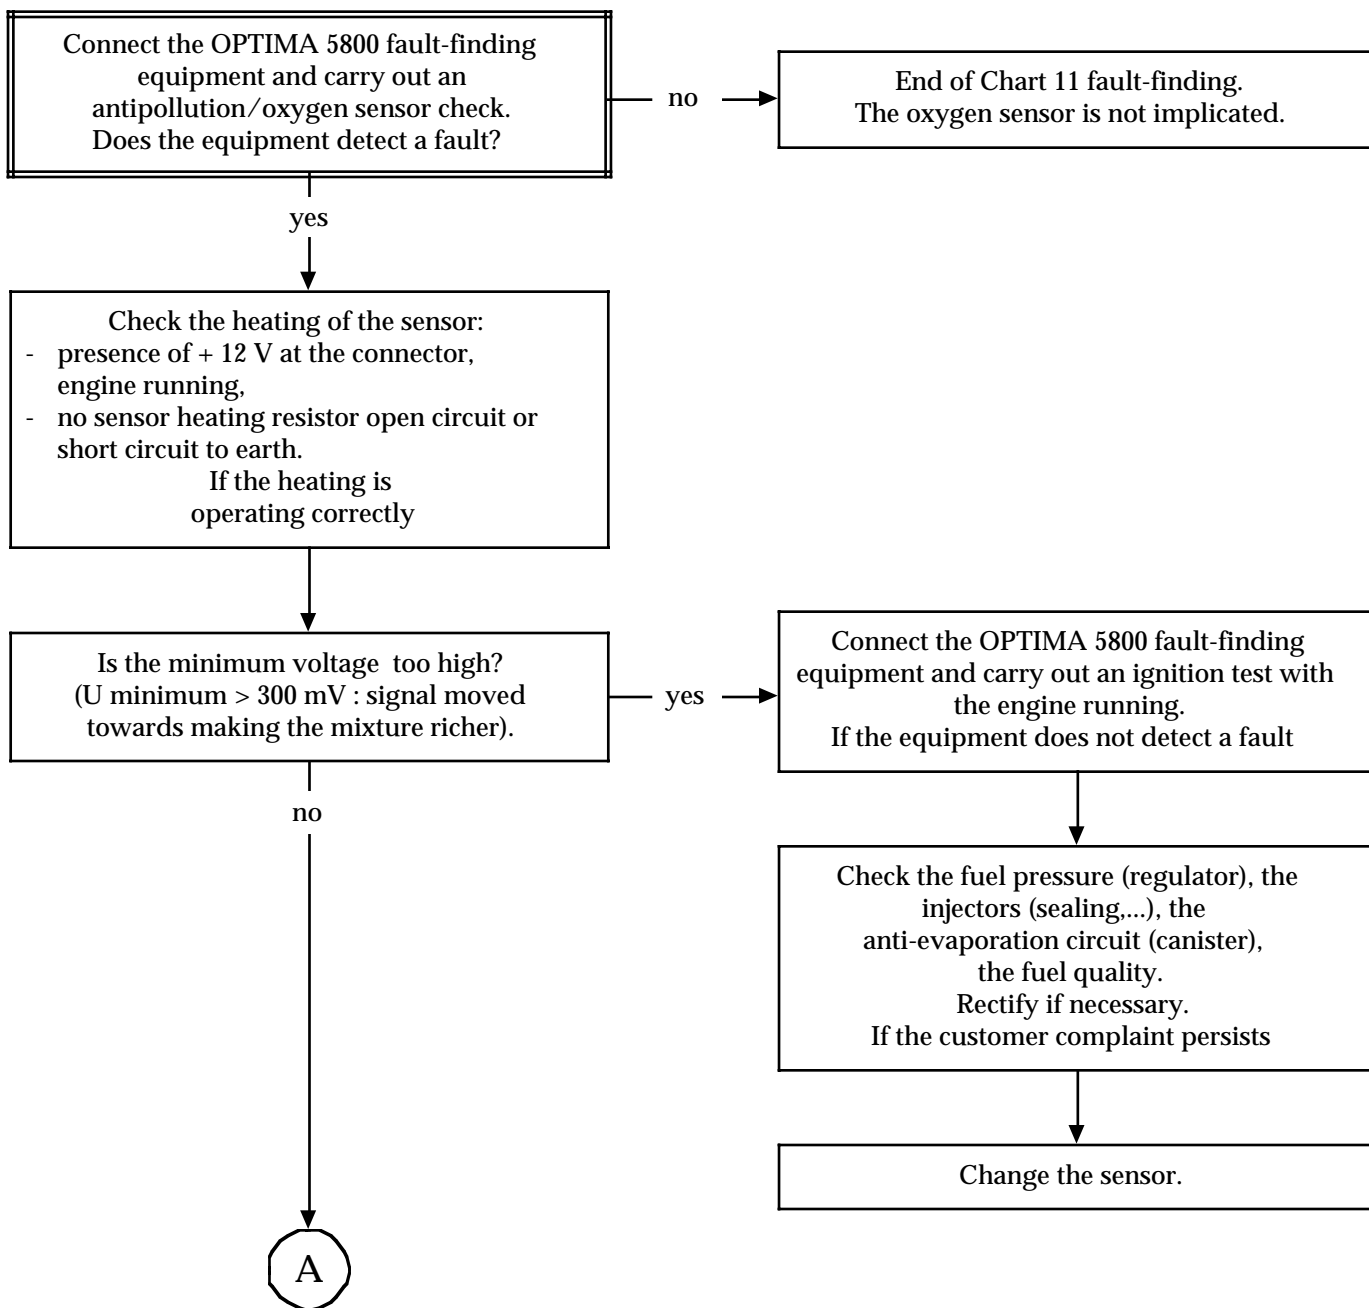 Connect the OPTIMA 5800 fault-finding
equipment and carry out an
antipollution/oxygen sensor check.
Does the equipment detect a fault?
no
End of Chart 11 fault-finding.
The oxygen sensor is not implicated.
yes
Check the heating of the sensor:
- presence of + 12 V at the connector,
engine running,
- no sensor heating resistor open circuit or
short circuit to earth.
If the heating is
operating correctly
Is the minimum voltage too high?
(U minimum > 300 mV : signal moved
towards making the mixture richer).
yes
Connect the OPTIMA 5800 fault-finding
equipment and carry out an ignition test with
the engine running.
If the equipment does not detect a fault
no
Check the fuel pressure (regulator), the
injectors (sealing,...), the
anti-evaporation circuit (canister),
the fuel quality.
Rectify if necessary.
If the customer complaint persists
Change the sensor.
A